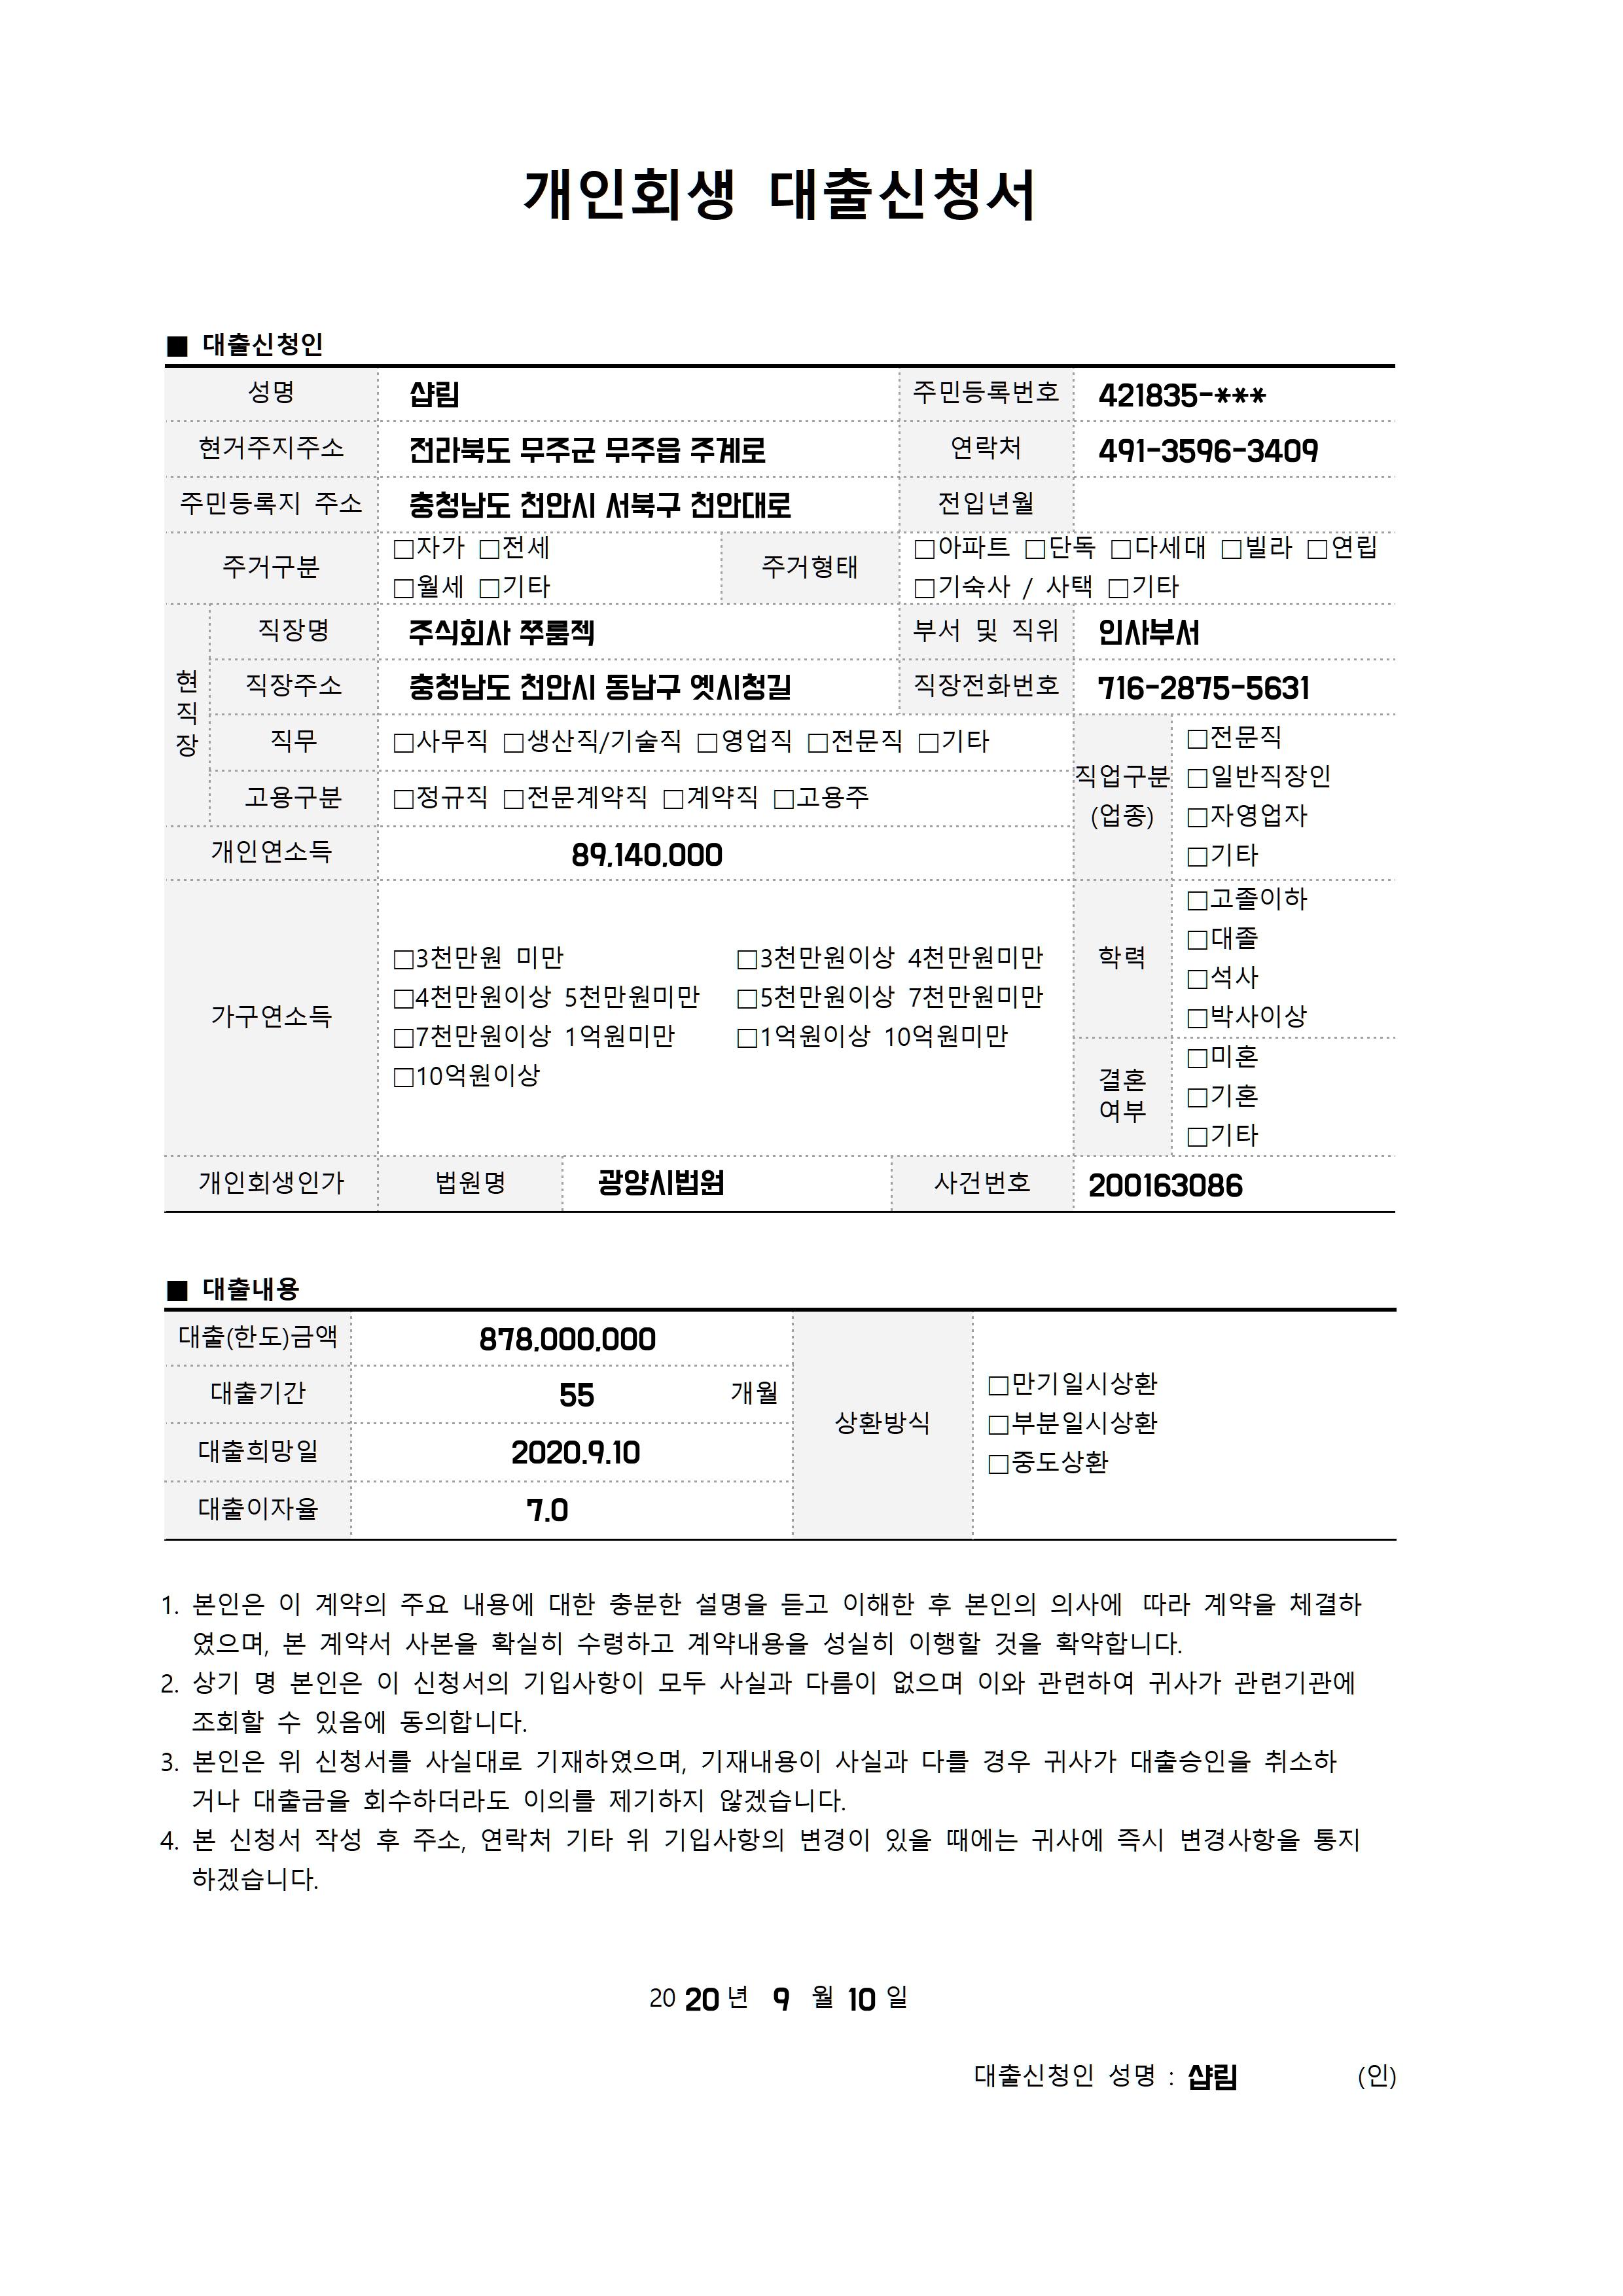 개인회생 대출신청서
■ 대출신청인
성명 샵림 주민등록번호 421835-***
현거주지주소 전라북도 무주군 무주읍 주계로 연락처 491-3596-3409
주민등록지 주소 충청남도 천안시 서북구 천안대로 전입년월
주거구분 □자가 □전세 □월세 □기타 주거형태 □아파트 □단독 □다세대 □빌라 □연립 □기숙사 / 사택 □기타
현직장
직장명 주식회사 쭈룸젝 부서 및 직위 인사부서
직장주소 충청남도 천안시 동남구 옛시청길 직장전화번호 716-2875-5631
직무 □사무직 □생산직/기술직 □영업직 □전문직 □기타
고용구분 □정규직 □전문계약직 □계약직 □고용주
직업구분 (업종)
□전문직
□일반직장인
□자영업자
□기타
개인연소득 89,140,000
가구연소득
□3천만원 미만 □3천만원이상 4천만원미만
□4천만원이상 5천만원미만 □5천만원이상 7천만원미만
□7천만원이상 1억원미만 □1억원이상 10억원미만
□10억원이상
학력
□고졸이하
□대졸
□석사
□박사이상
결혼
여부
□미혼
□기혼
□기타
개인회생인가 법원명 광양시법원 사건번호 200163086
■ 대출내용
대출(한도)금액 878,000,000
대출기간 55 개월
대출희망일 2020.9.10
대출이자율 7.0
상환방식
□만기일시상환
□부분일시상환
□중도상환
1. 본인은 이 계약의 주요 내용에 대한 충분한 설명을 듣고 이해한 후 본인의 의사에 따라 계약을 체결하
였으며, 본 계약서 사본을 확실히 수령하고 계약내용을 성실히 이행할 것을 확약합니다.
2. 상기 명 본인은 이 신청서의 기입사항이 모두 사실과 다름이 없으며 이와 관련하여 귀사가 관련기관에
조회할 수 있음에 동의합니다.
3. 본인은 위 신청서를 사실대로 기재하였으며, 기재내용이 사실과 다를 경우 귀사가 대출승인을 취소하
거나 대출금을 회수하더라도 이의를 제기하지 않겠습니다.
4. 본 신청서 작성 후 주소, 연락처 기타 위 기입사항의 변경이 있을 때에는 귀사에 즉시 변경사항을 통지
하겠습니다.
20 20 년 9 월 10 일
대출신청인 성명 : 샵림 (인)